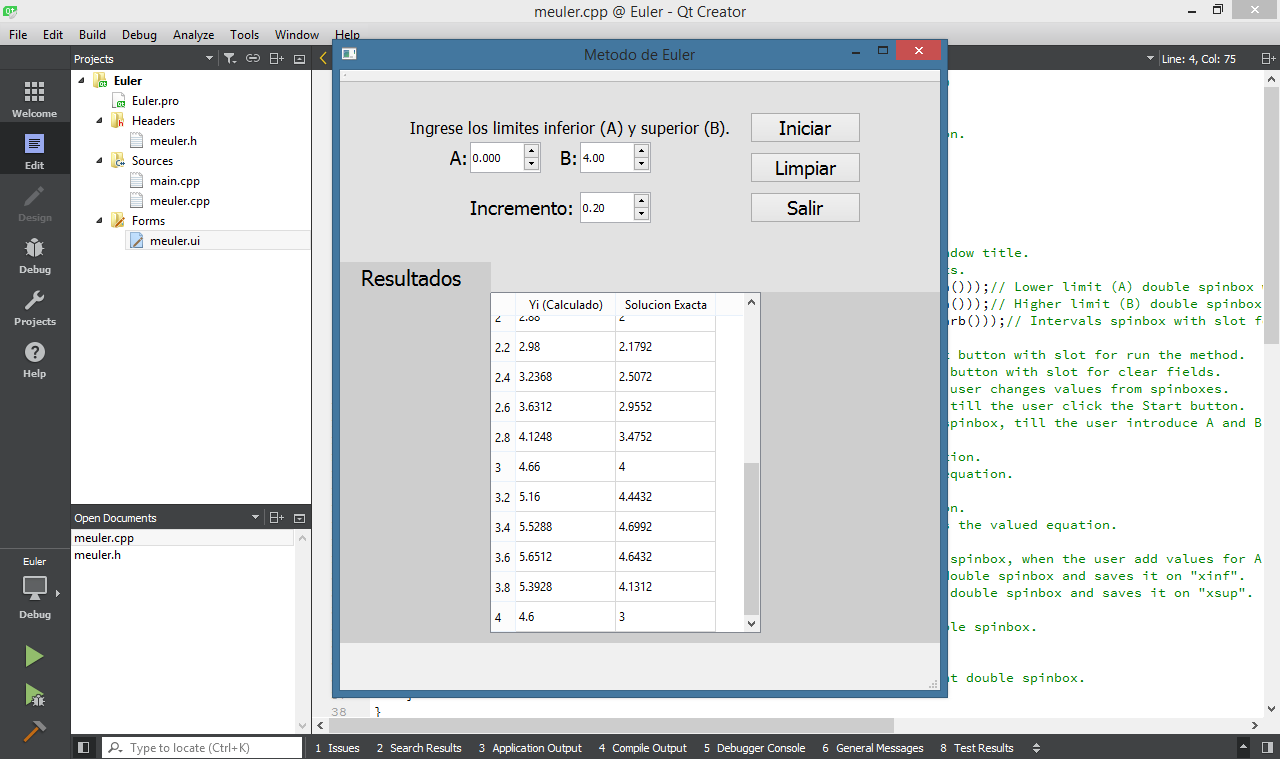 meuler.cpp @ Euler - Qt Creator
File Edit Build Debug Analyze Tools Window Help
Projects
Line: 4, Col: 75
Welcome
Edit
Design
Debug
Projects
Help
Euler
Euler.pro
Headers
meuler.h
Sources
main.cpp
meuler.cpp
Forms
meuler.ui
Open Documents
meuler.cpp
meuler.h
Euler
Debug
Metodo de Euler
Ingrese los limites inferior (A) y superior (B).
A: 0.000 B: 4.00
Incremento: 0.20
Iniciar
Limpiar
Salir
Resultados
Yi (Calculado) Solucion Exacta
2 2.88 2
2.2 2.98 2.1792
2.4 3.2368 2.5072
2.6 3.6312 2.9552
2.8 4.1248 3.4752
3 4.66 4
3.2 5.16 4.4432
3.4 5.5288 4.6992
3.6 5.6512 4.6432
3.8 5.3928 4.1312
4 4.6 3
on.
dow title.
s.
()));// Lower limit (A) double spinbox
()));// Higher limit (B) double spinbox
rb()));// Intervals spinbox with slot f
button with slot for run the method.
button with slot for clear fields.
user changes values from spinboxes.
till the user click the Start button.
spinbox, till the user introduce A and B
tion.
equation.
on.
the valued equation.
spinbox, when the user add values for A
double spinbox and saves it on "xinf".
double spinbox and saves it on "xsup".
le spinbox.
t double spinbox.
38 }
Type to locate (Ctrl+K)
1 Issues 2 Search Results 3 Application Output 4 Compile Output 5 Debugger Console 6 General Messages 8 Test Results